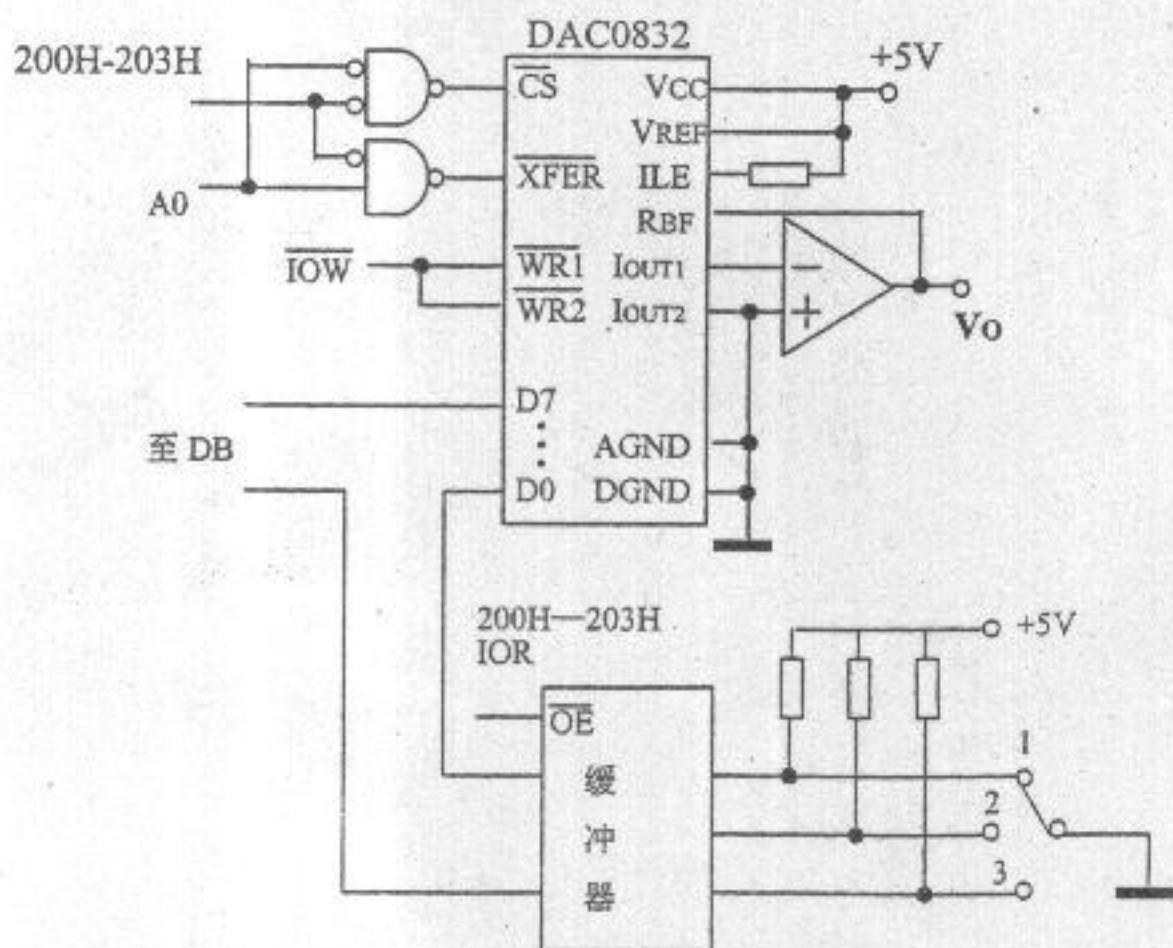 DAC0832
200H-203H
A0
IOW
至 DB
CS
XFER
WR1
WR2
D7
D0
VCC
VREF
ILE
RBF
IOUT1
IOUT2
AGND
DGND
+5V
−
+
VO
200H—203H
IOR
OE
缓
冲
器
+5V
1
2
3